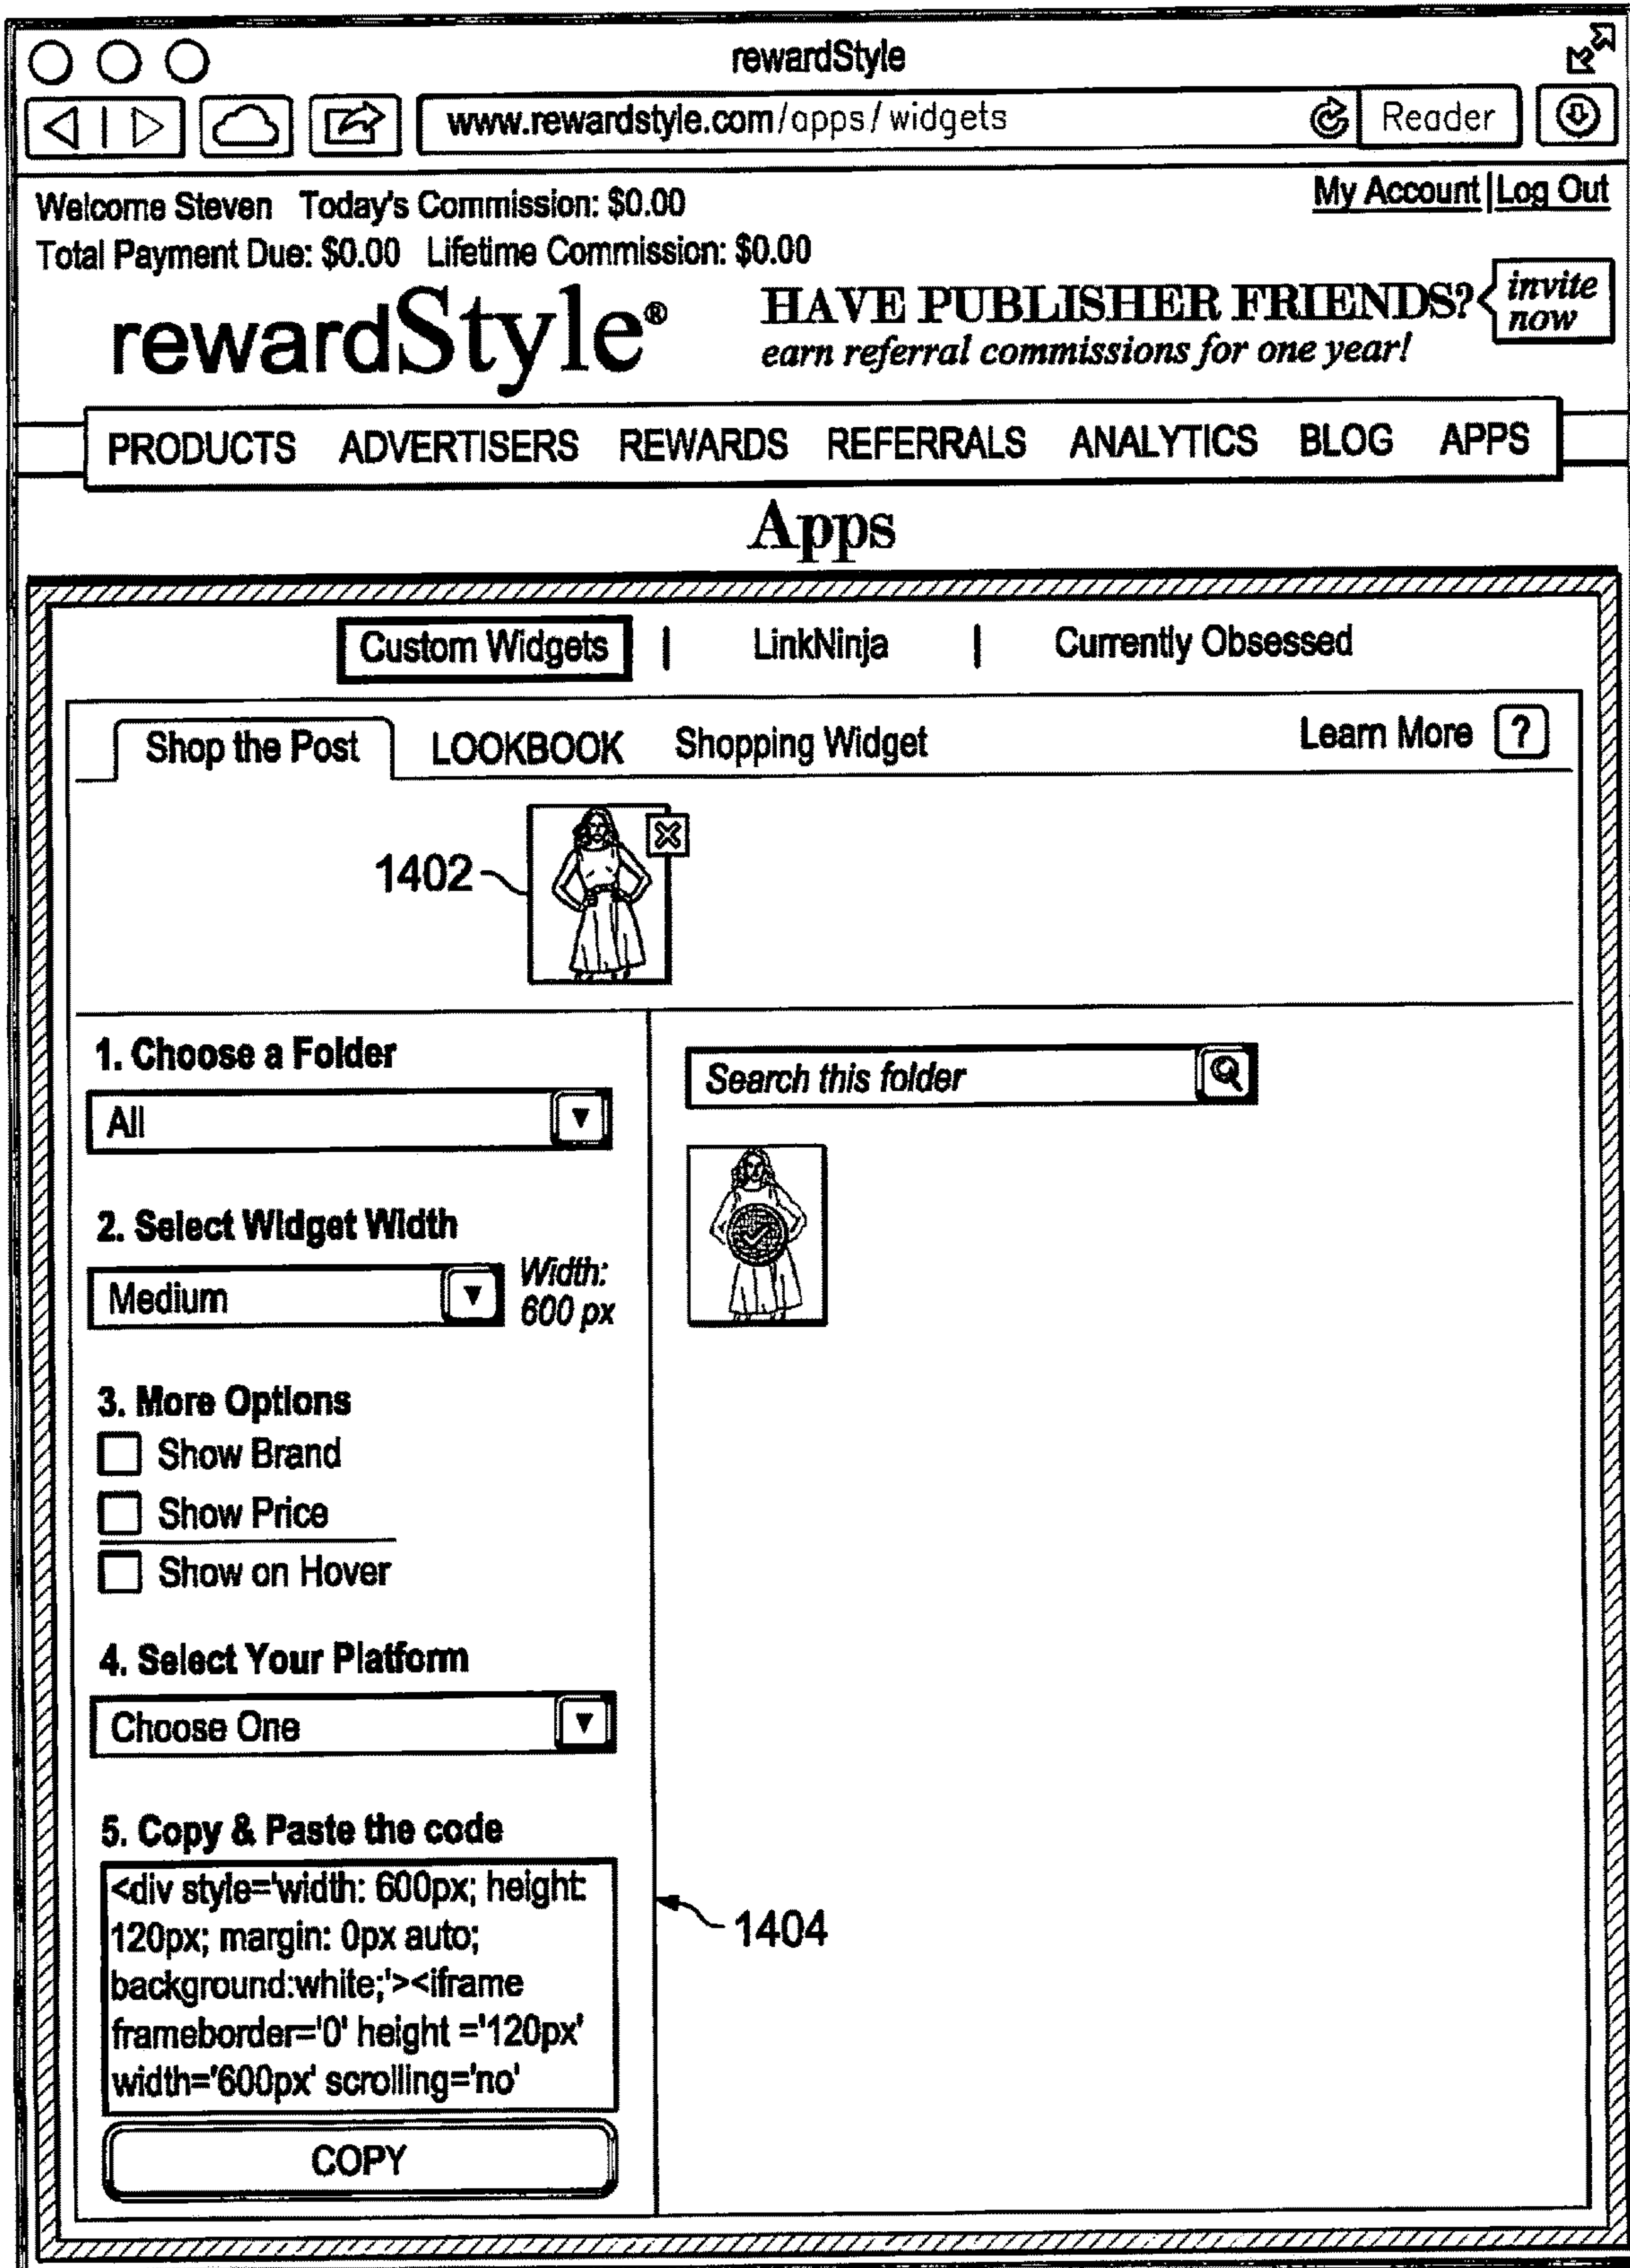 rewardStyle
www.rewardstyle.com/apps/widgets
Reader
Welcome Steven Today's Commission: $0.00
My Account|Log Out
Total Payment Due: $0.00 Lifetime Commission: $0.00
rewardStyle®
HAVE PUBLISHER FRIENDS?
earn referral commissions for one year!
invite
now
PRODUCTS ADVERTISERS REWARDS REFERRALS ANALYTICS BLOG APPS
Apps
Custom Widgets | LinkNinja | Currently Obsessed
Shop the Post LOOKBOOK Shopping Widget Learn More ?
1402
1. Choose a Folder
All
2. Select Widget Width
Medium
Width:
600 px
3. More Options
Show Brand
Show Price
Show on Hover
4. Select Your Platform
Choose One
5. Copy & Paste the code
<div style='width: 600px; height:
120px; margin: 0px auto;
background:white;'><iframe
frameborder='0' height ='120px'
width='600px' scrolling='no'
COPY
Search this folder
1404